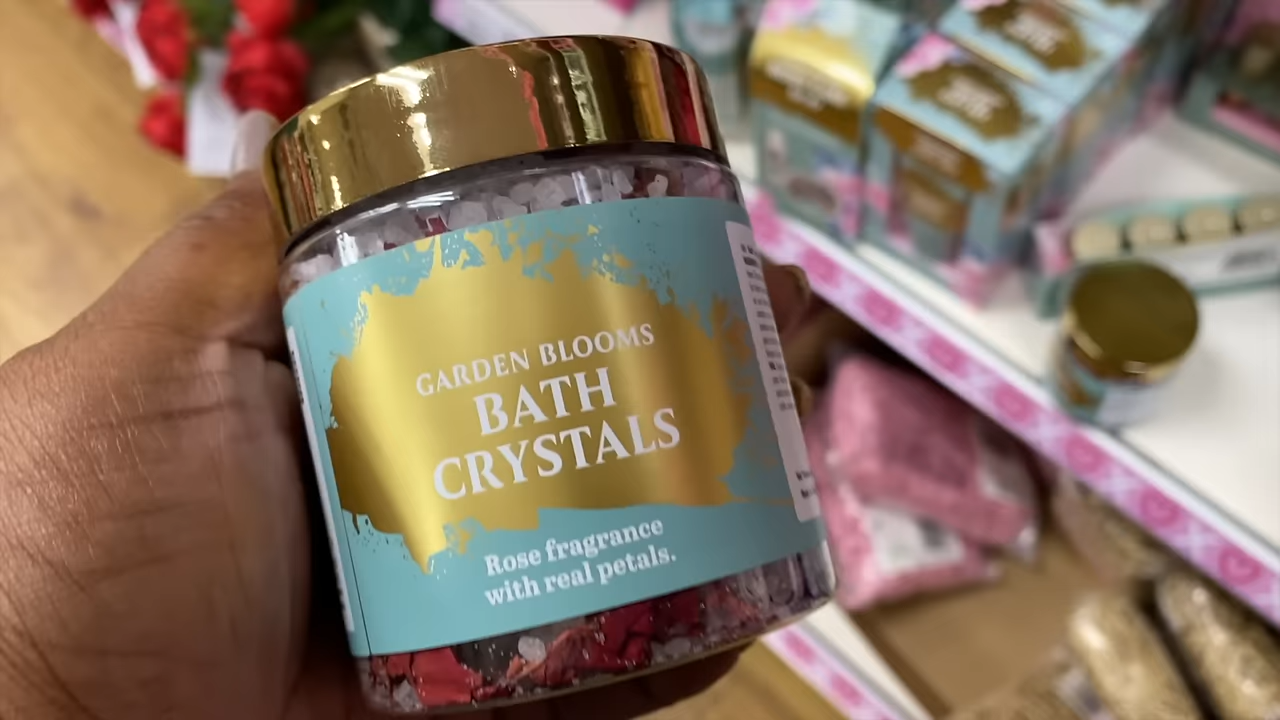 GARDEN BLOOMS
BATH
CRYSTALS
Rose fragrance
with real petals.